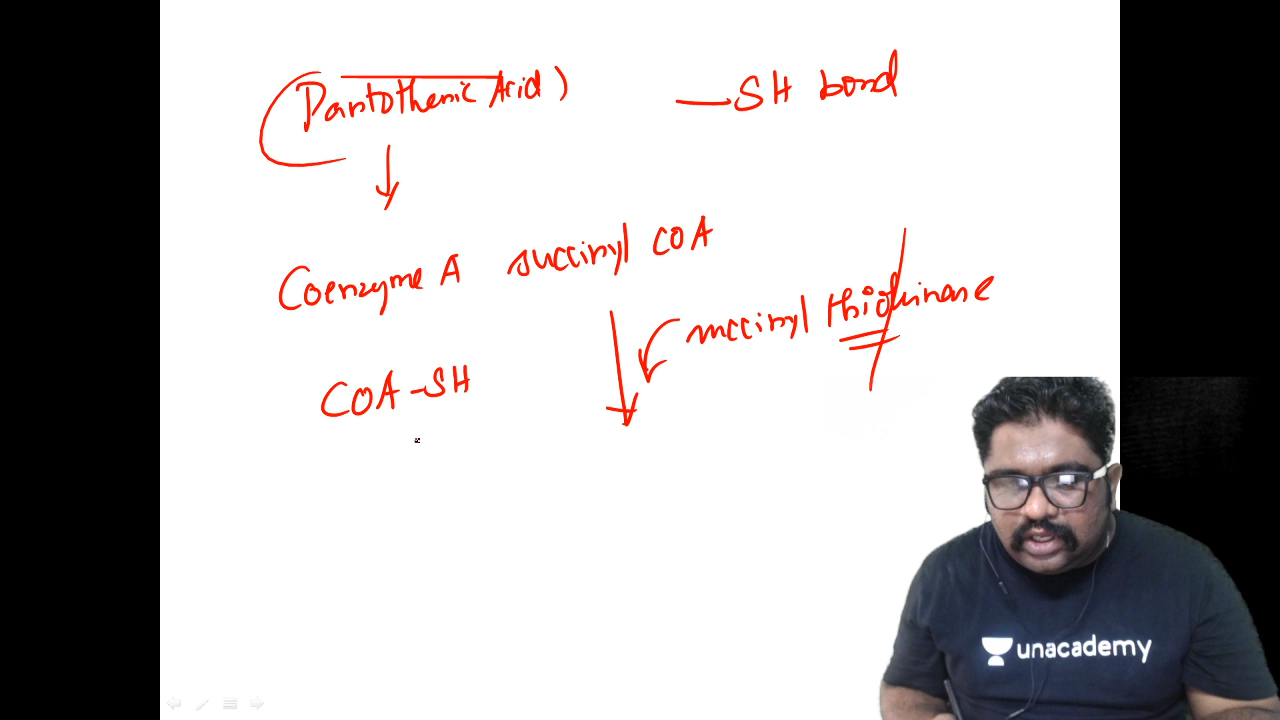 (Pantothenic Acid)
—SH bond
Coenzyme A
succinyl COA
succinyl thiokinase
COA-SH
unacademy